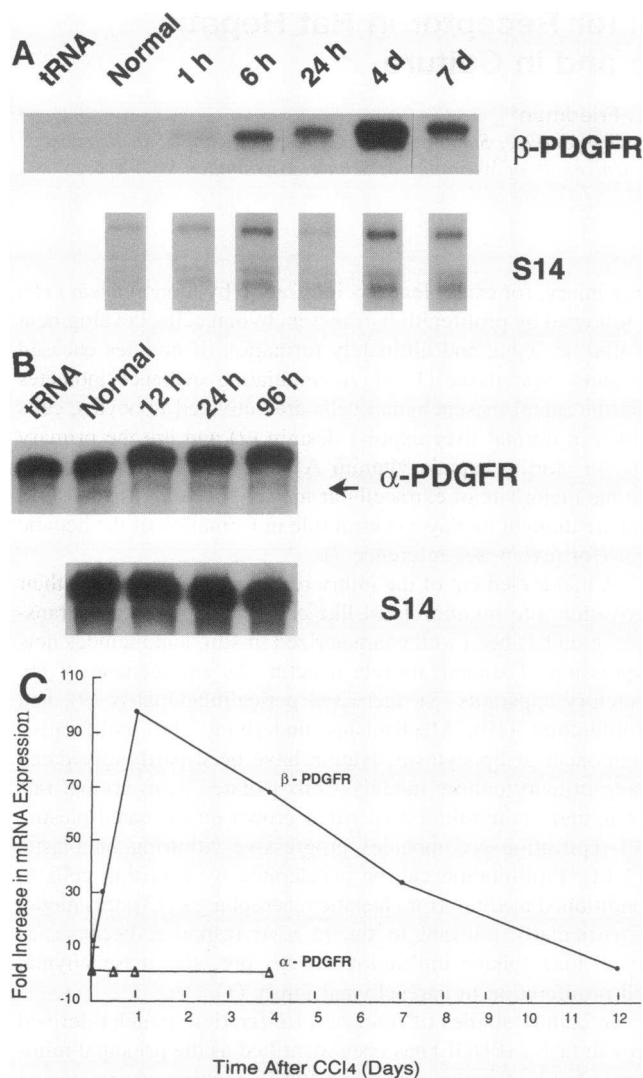 A
tRNA Normal 1 h 6 h 24 h 4 d 7 d
β-PDGFR
S14
B
tRNA Normal 12 h 24 h 96 h
α-PDGFR
S14
C
Fold Increase in mRNA Expression
110
90
70
50
30
10
-10
β - PDGFR
α - PDGFR
1 2 3 4 5 6 7 8 9 10 11 12
Time After CCl4 (Days)